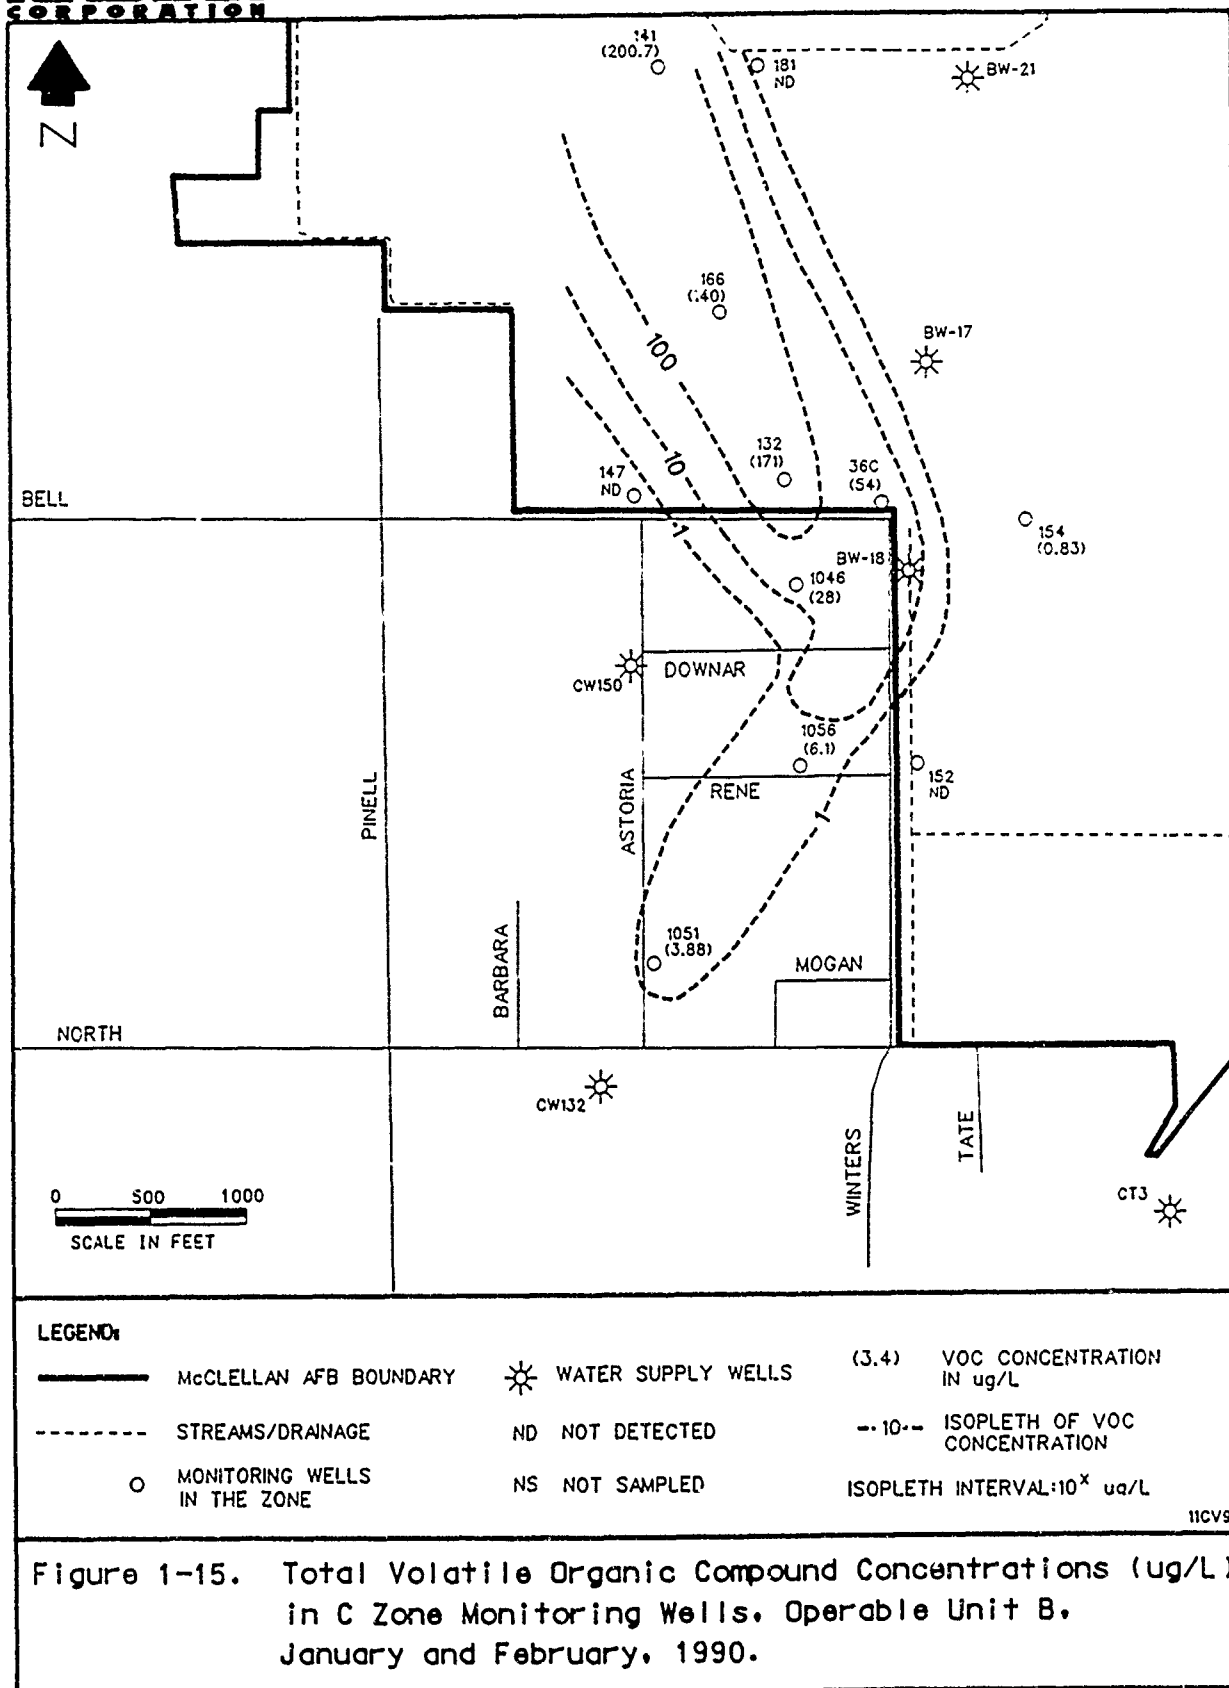 CORPORATION
Z
141
(200.7)
181
ND
BW-21
166
(140)
BW-17
100
10
1
147
ND
132
(171)
36C
(54)
154
(0.83)
BELL
BW-18
1046
(28)
CW150
DOWNAR
1056
(6.1)
152
ND
RENE
PINELL
ASTORIA
1
BARBARA
1051
(3.88)
MOGAN
NORTH
CW132
WINTERS
TATE
CT3
0 500 1000
SCALE IN FEET
LEGEND:
McCLELLAN AFB BOUNDARY
STREAMS/DRAINAGE
MONITORING WELLS
IN THE ZONE
WATER SUPPLY WELLS
ND NOT DETECTED
NS NOT SAMPLED
(3.4) VOC CONCENTRATION
IN ug/L
--10-- ISOPLETH OF VOC
CONCENTRATION
ISOPLETH INTERVAL:10^x ug/L
11CV9
Figure 1-15. Total Volatile Organic Compound Concentrations (ug/L)
in C Zone Monitoring Wells, Operable Unit B,
January and February, 1990.